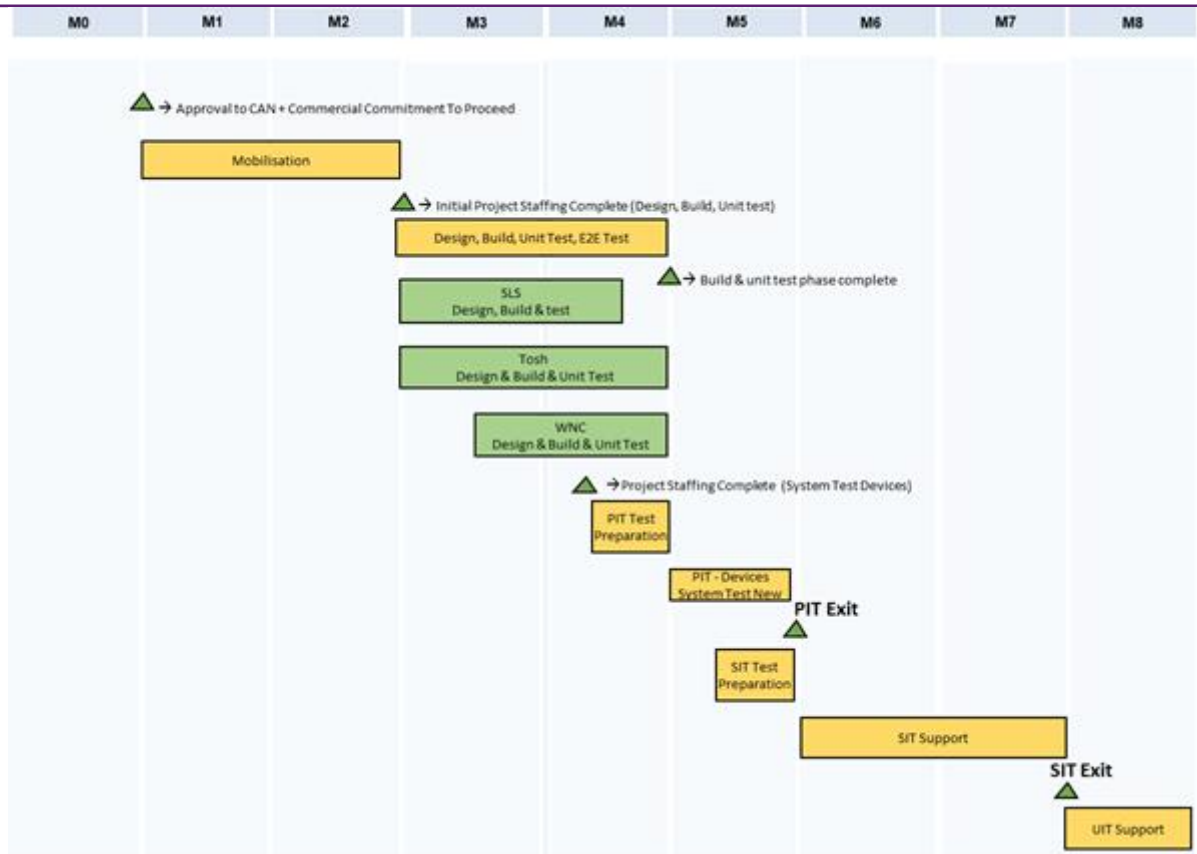 M0 M1 M2 M3 M4 M5 M6 M7 M8
→ Approval to CAN + Commercial Commitment To Proceed
Mobilisation
→ Initial Project Staffing Complete (Design, Build, Unit test)
Design, Build, Unit Test, E2E Test
→ Build & unit test phase complete
SLS
Design, Build & test
Tosh
Design & Build & Unit Test
WNC
Design & Build & Unit Test
→ Project Staffing Complete (System Test Devices)
PIT Test
Preparation
PIT - Devices
System Test New
PIT Exit
SIT Test
Preparation
SIT Support
SIT Exit
UIT Support